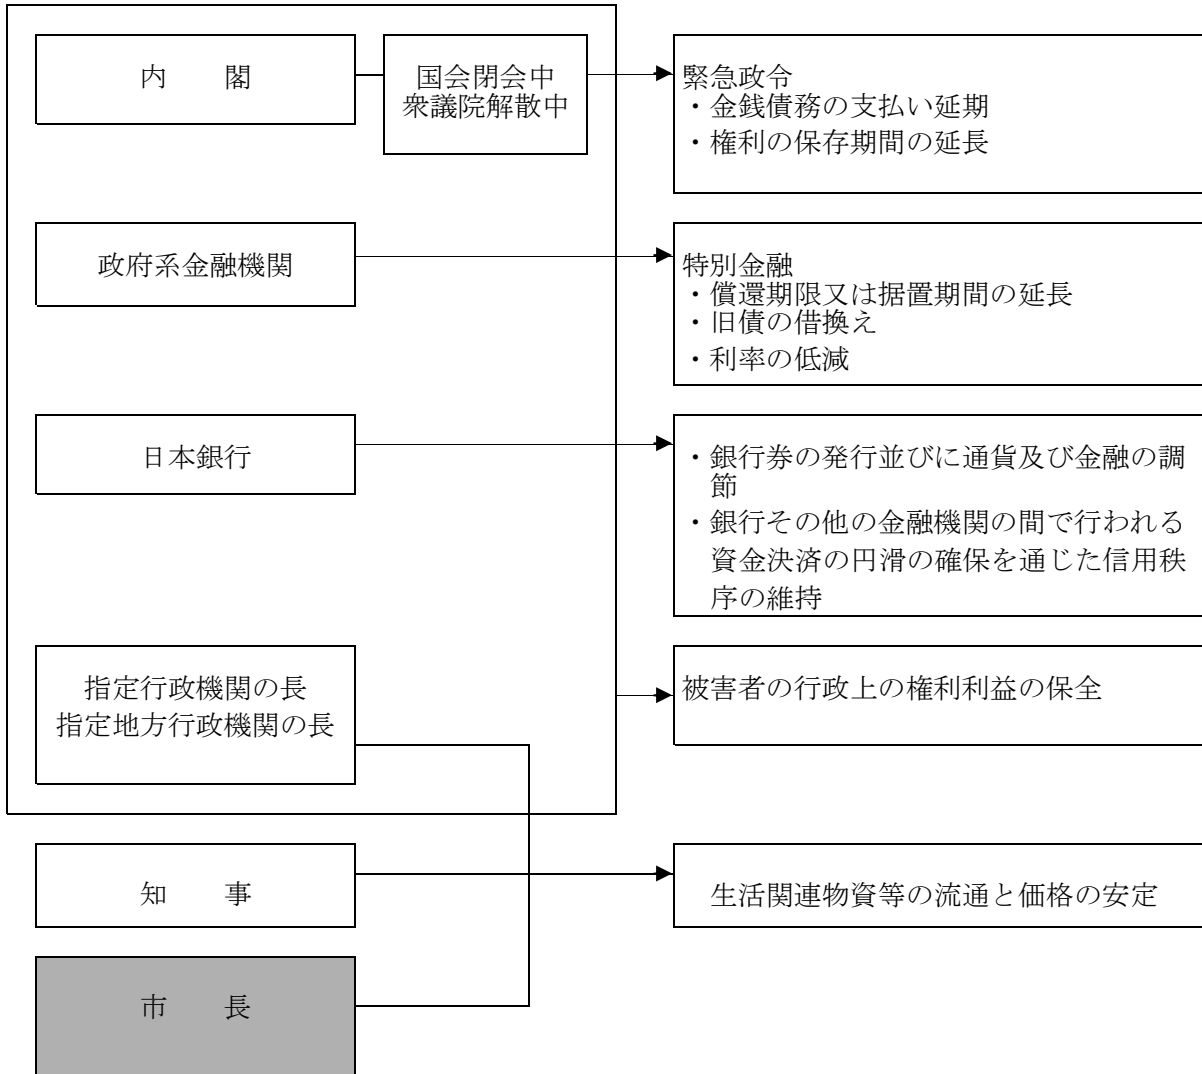 内　　閣
国会閉会中
衆議院解散中
緊急政令
・金銭債務の支払い延期
・権利の保存期間の延長
政府系金融機関
特別金融
・償還期限又は据置期間の延長
・旧債の借換え
・利率の低減
日本銀行
・銀行券の発行並びに通貨及び金融の調
節
・銀行その他の金融機関の間で行われる
資金決済の円滑の確保を通じた信用秩
序の維持
指定行政機関の長
指定地方行政機関の長
被害者の行政上の権利利益の保全
知　　事
生活関連物資等の流通と価格の安定
市　　長